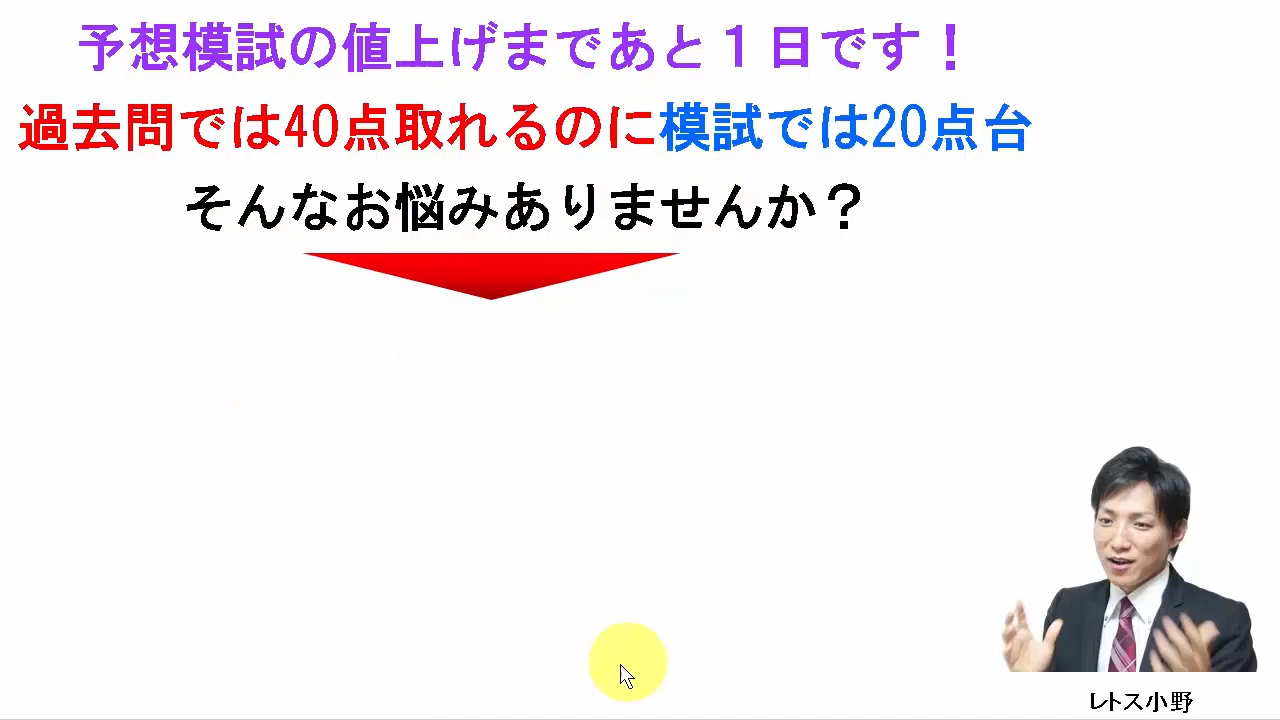 予想模試の値上げまであと１日です！
過去問では40点取れるのに模試では20点台
そんなお悩みありませんか？
レトス小野